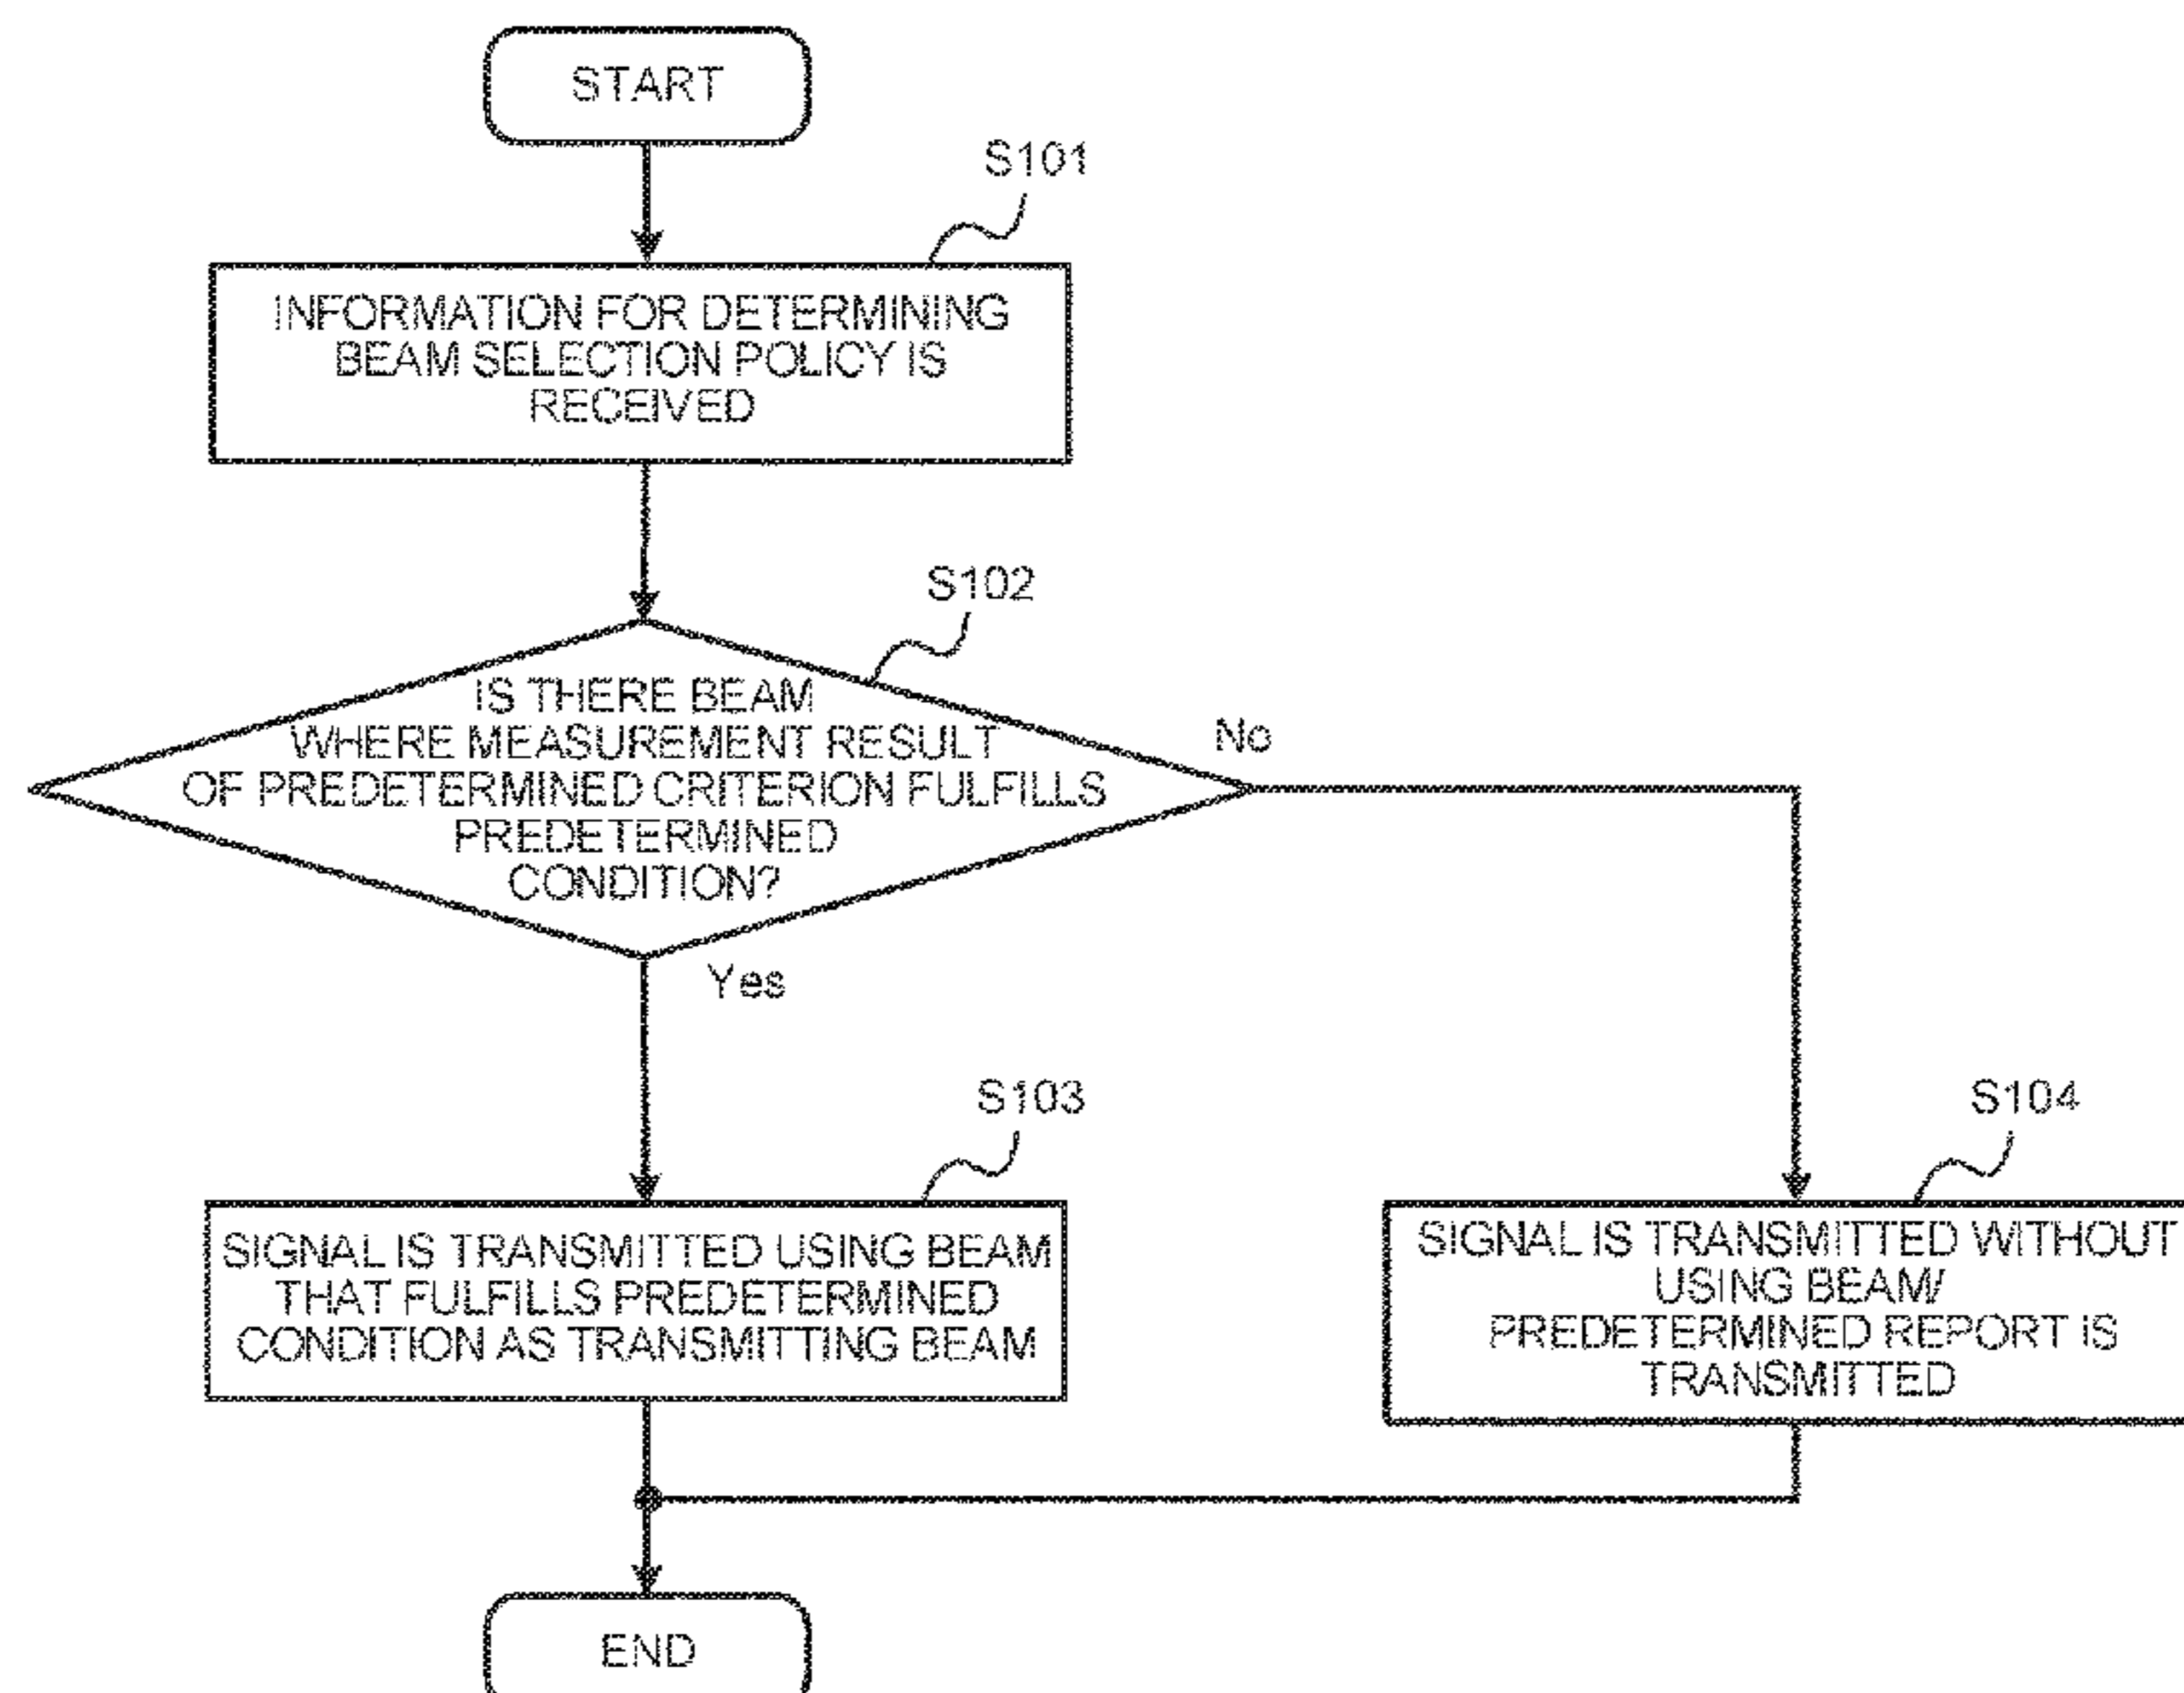 START
S101
INFORMATION FOR DETERMINING
BEAM SELECTION POLICY IS
RECEIVED
S102
IS THERE BEAM
WHERE MEASUREMENT RESULT
OF PREDETERMINED CRITERION FULFILLS
PREDETERMINED
CONDITION?
No
Yes
S103
SIGNAL IS TRANSMITTED USING BEAM
THAT FULFILLS PREDETERMINED
CONDITION AS TRANSMITTING BEAM
S104
SIGNAL IS TRANSMITTED WITHOUT
USING BEAM/
PREDETERMINED REPORT IS
TRANSMITTED
END